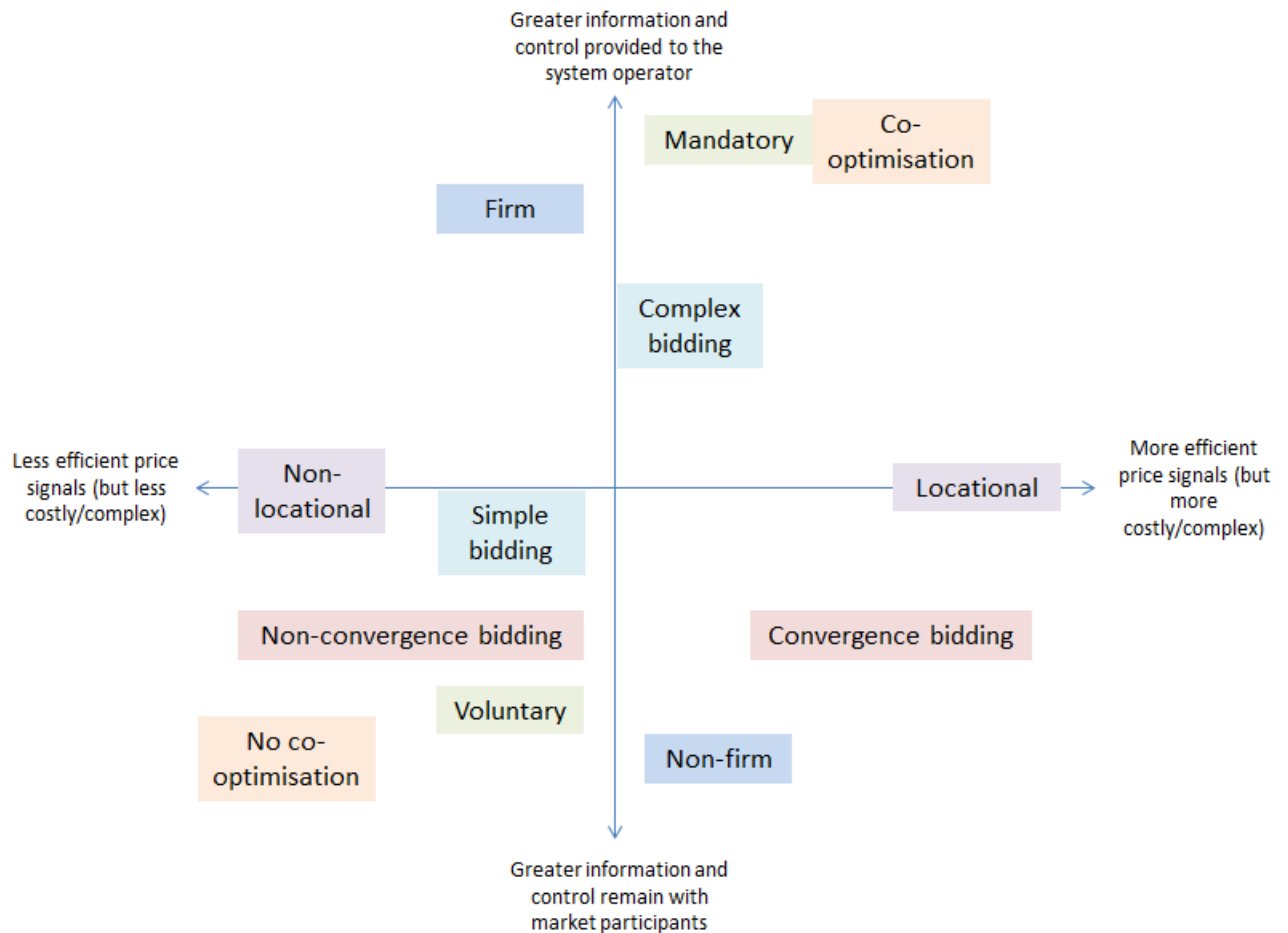 Greater information and
control provided to the
system operator
Mandatory
Co-
optimisation
Firm
Complex
bidding
Less efficient price
signals (but less
costly/complex)
Non-
locational
Locational
More efficient
price signals (but
more
costly/complex)
Simple
bidding
Non-convergence bidding
Convergence bidding
Voluntary
No co-
optimisation
Non-firm
Greater information and
control remain with
market participants